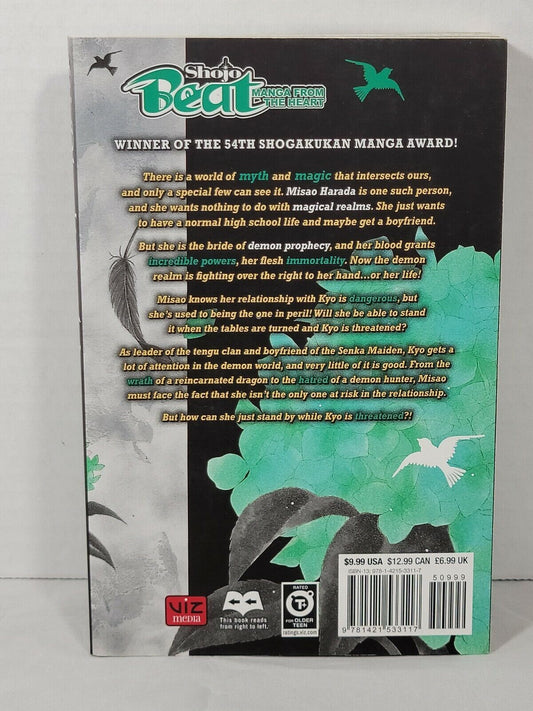 Shojo
Beat
MANGA FROM
THE HEART
WINNER OF THE 54TH SHOGAKUKAN MANGA AWARD!
There is a world of myth and magic that intersects ours,
and only a special few can see it. Misao Harada is one such person,
and she wants nothing to do with magical realms. She just wants
to have a normal high school life and maybe get a boyfriend.
But she is the bride of demon prophecy, and her blood grants
incredible powers, her flesh immortality. Now the demon
realm is fighting over the right to her hand...or her life!
Misao knows her relationship with Kyo is dangerous, but
she's used to being the one in peril! Will she be able to stand
it when the tables are turned and Kyo is threatened?
As leader of the tengu clan and boyfriend of the Senka Maiden, Kyo gets a
lot of attention in the demon world, and very little of it is good. From the
wrath of a reincarnated dragon to the hatred of a demon hunter, Misao
must face the fact that she isn't the only one at risk in the relationship.
But how can she just stand by while Kyo is threatened?!
$9.99 USA $12.99 CAN £6.99 UK
ISBN-13: 978-1-4215-3311-7
50999
9 781421 533117
VIZ
MEDIA
This book reads
from right to left.
RATED
T+
FOR OLDER
TEEN
ratings.viz.com